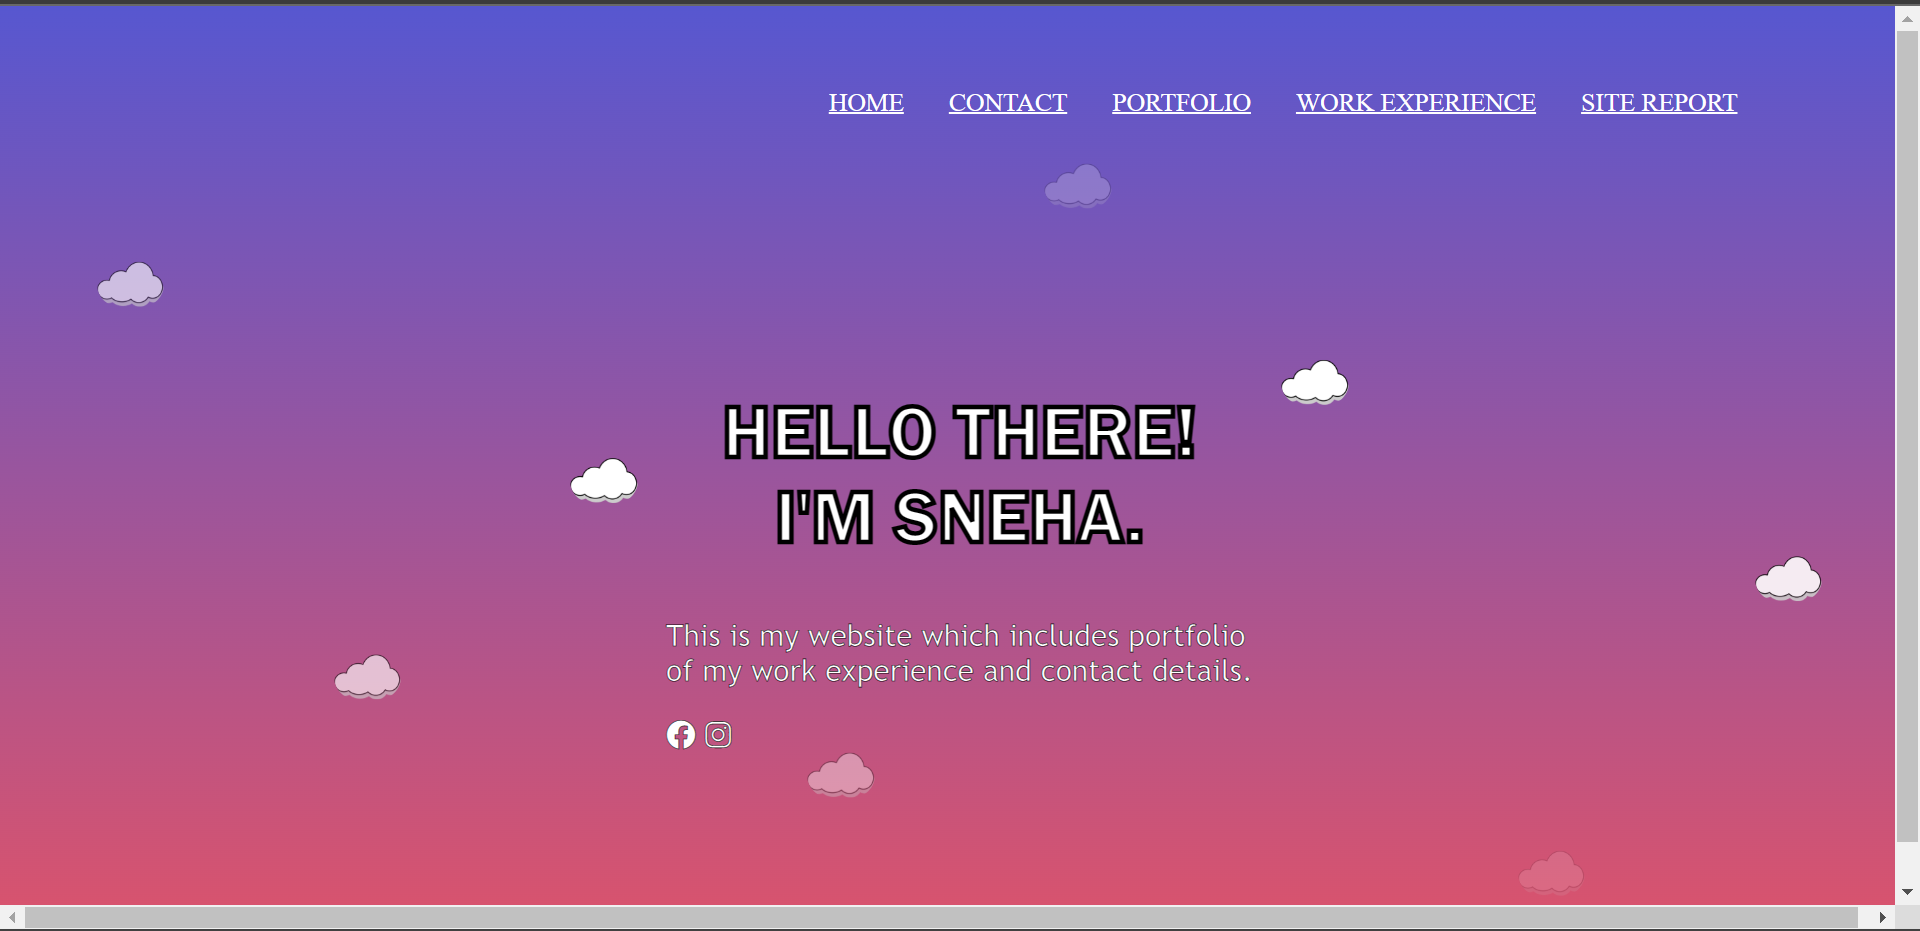 HOME CONTACT PORTFOLIO WORK EXPERIENCE SITE REPORT
HELLO THERE!
I'M SNEHA.
This is my website which includes portfolio
of my work experience and contact details.